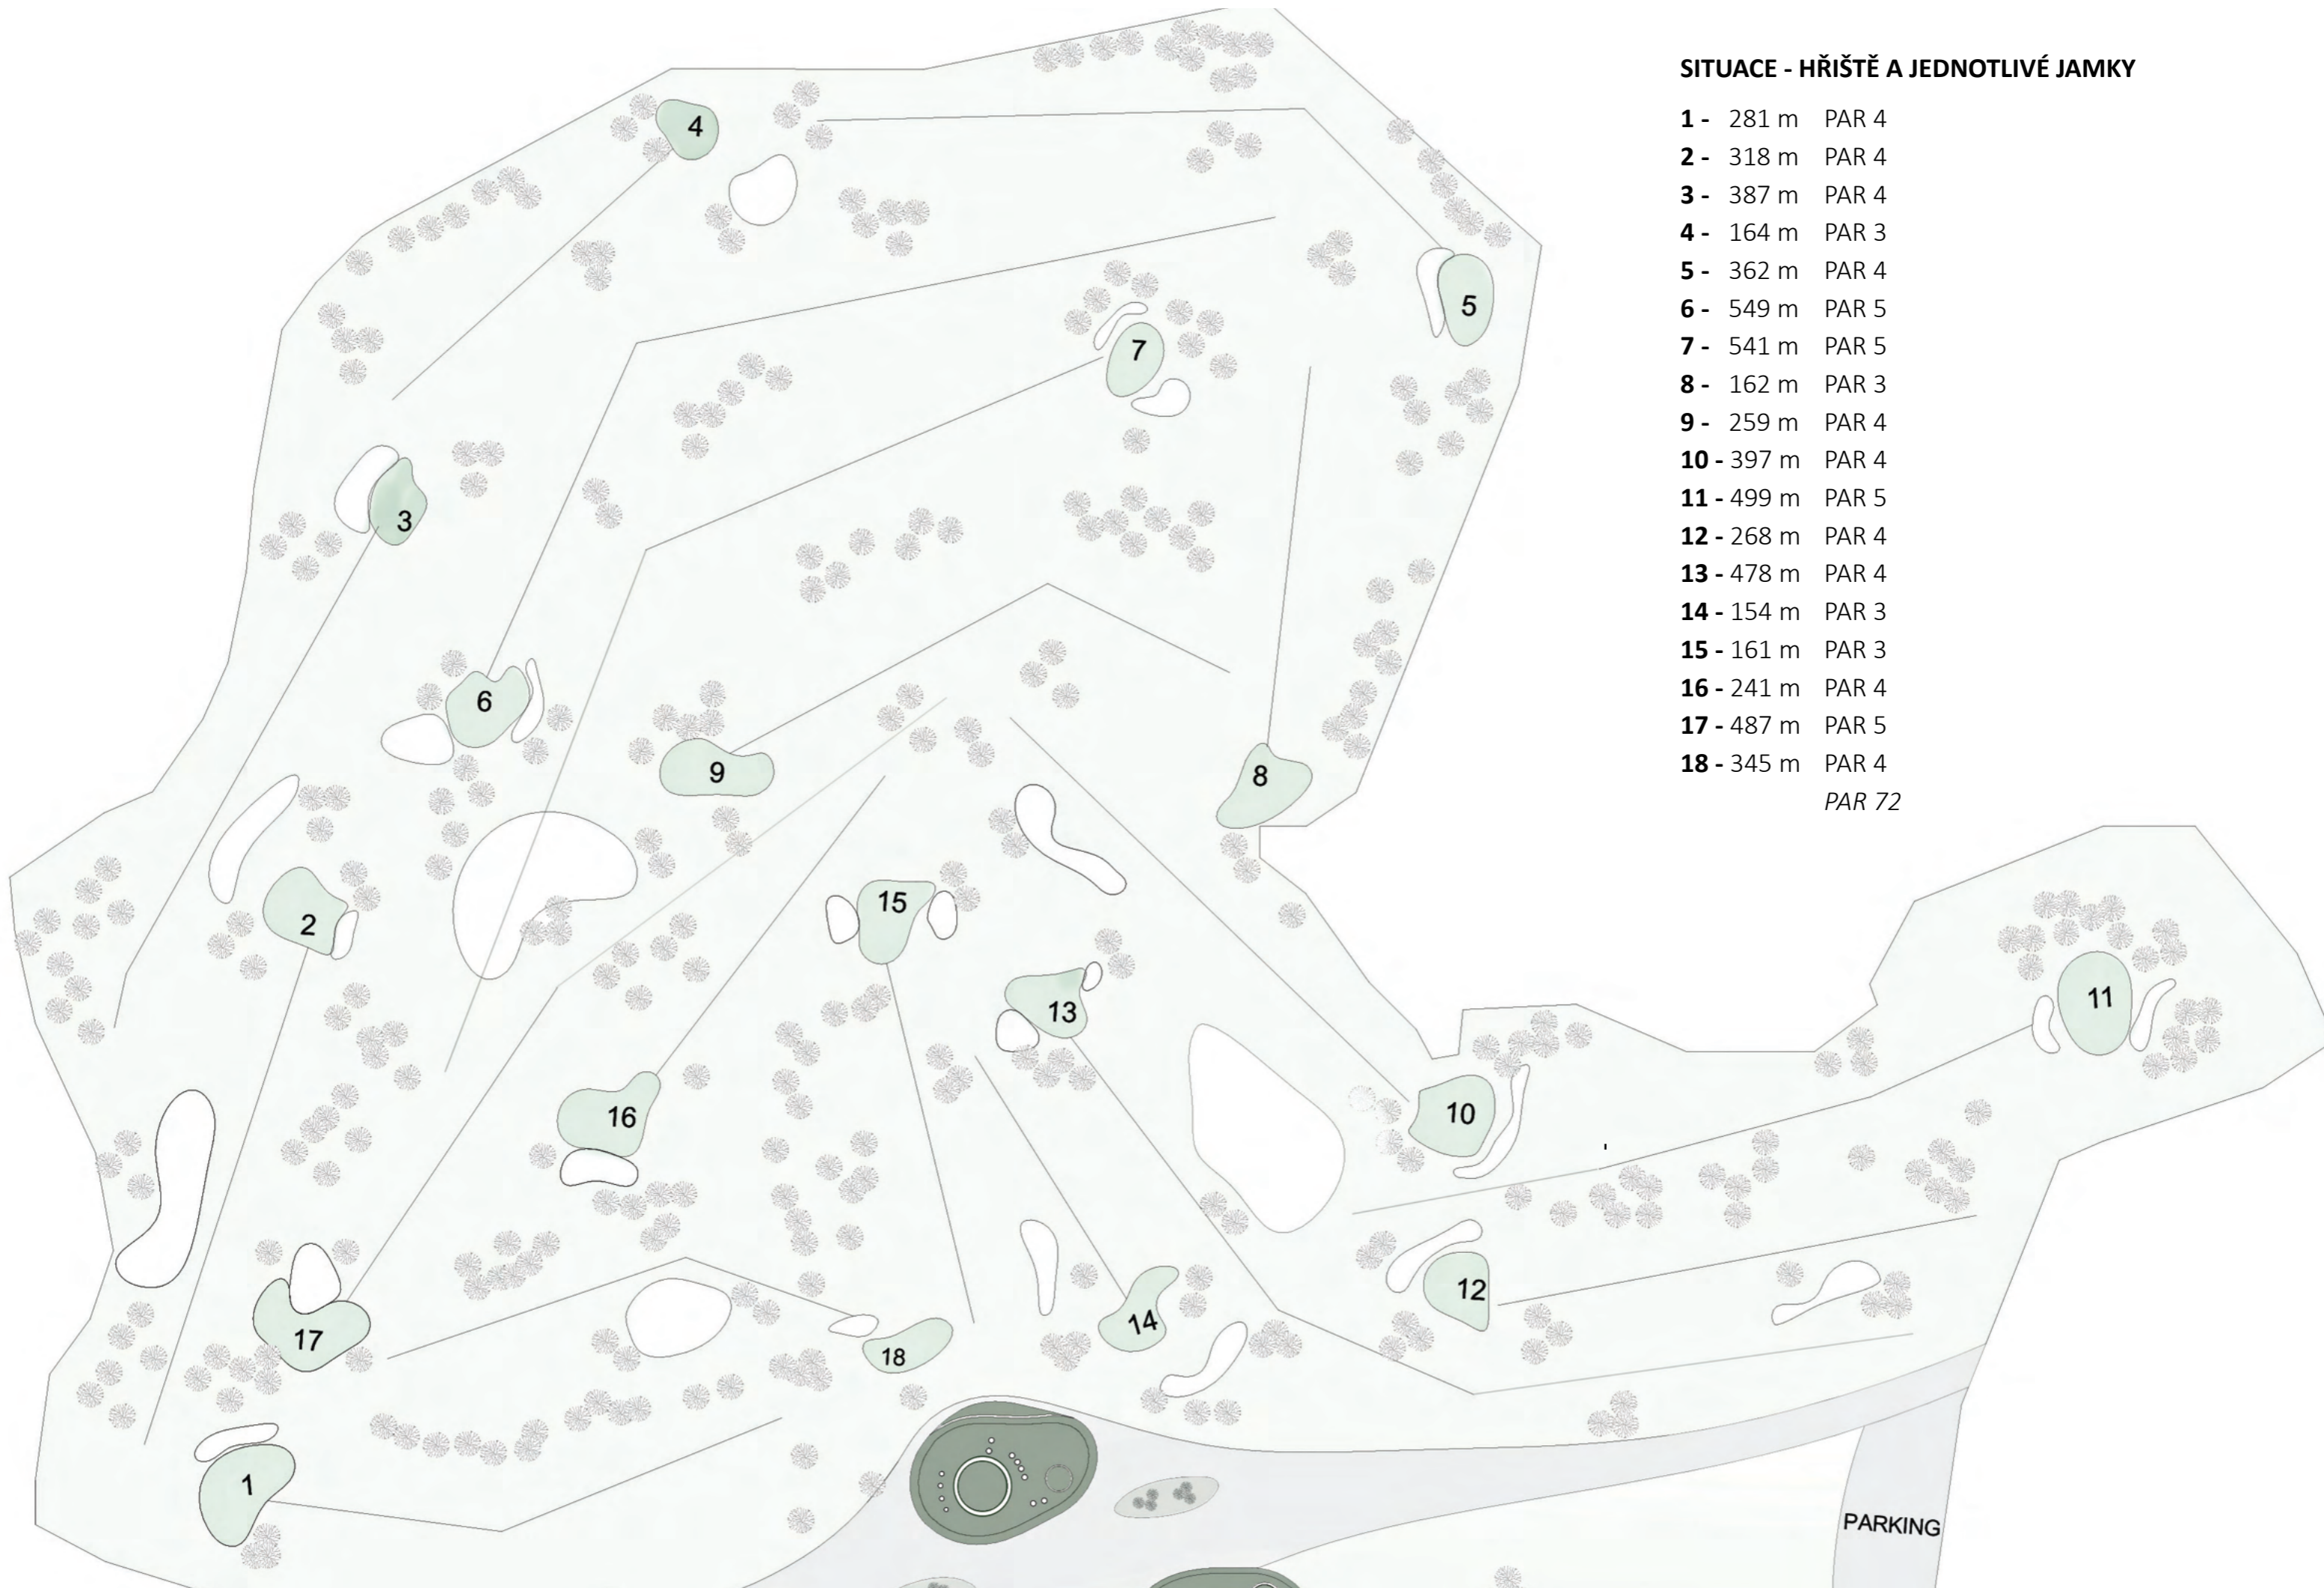 SITUACE - HŘIŠTĚ A JEDNOTLIVÉ JAMKY
1 - 281 m PAR 4
2 - 318 m PAR 4
3 - 387 m PAR 4
4 - 164 m PAR 3
5 - 362 m PAR 4
6 - 549 m PAR 5
7 - 541 m PAR 5
8 - 162 m PAR 3
9 - 259 m PAR 4
10 - 397 m PAR 4
11 - 499 m PAR 5
12 - 268 m PAR 4
13 - 478 m PAR 4
14 - 154 m PAR 3
15 - 161 m PAR 3
16 - 241 m PAR 4
17 - 487 m PAR 5
18 - 345 m PAR 4
PAR 72
4
5
7
3
6
9
8
2
15
11
13
10
16
12
14
17
18
1
PARKING